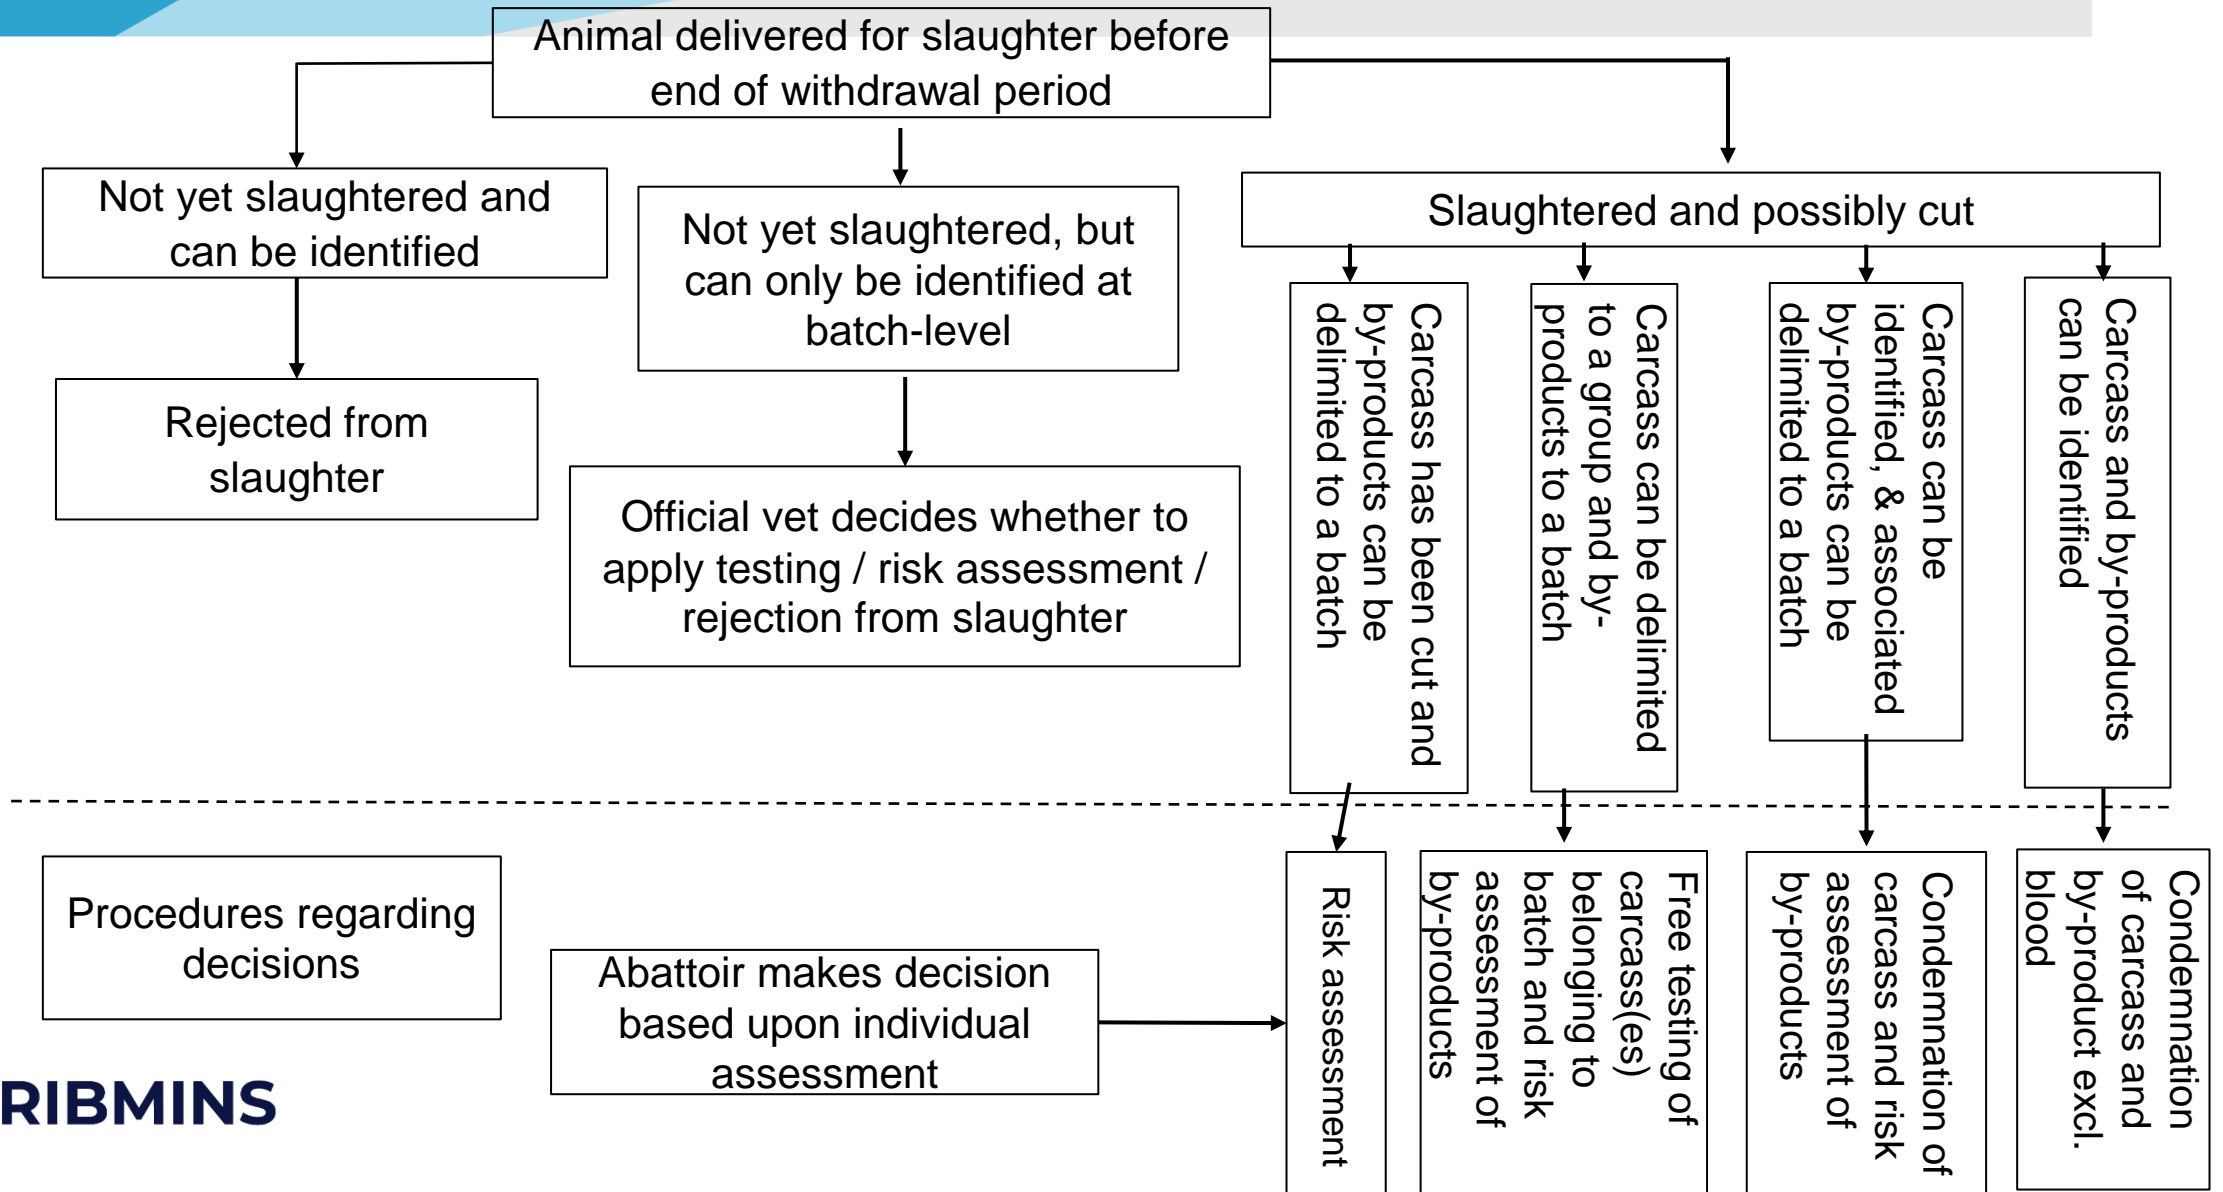 Animal delivered for slaughter before
end of withdrawal period
Not yet slaughtered and
can be identified
Not yet slaughtered, but
can only be identified at
batch-level
Slaughtered and possibly cut
Rejected from
slaughter
Official vet decides whether to
apply testing / risk assessment /
rejection from slaughter
Carcass has been cut and
by-products can be
delimited to a batch
Carcass can be delimited
to a group and by-
products to a batch
Carcass can be
identified, & associated
by-products can be
delimited to a batch
Carcass and by-products
can be identified
Procedures regarding
decisions
Abattoir makes decision
based upon individual
assessment
Risk assessment
Free testing of
carcass(es)
belonging to
batch and risk
assessment of
by-products
Condemnation of
carcass and risk
assessment of
by-products
Condemnation
of carcass and
by-product excl.
blood
RIBMINS